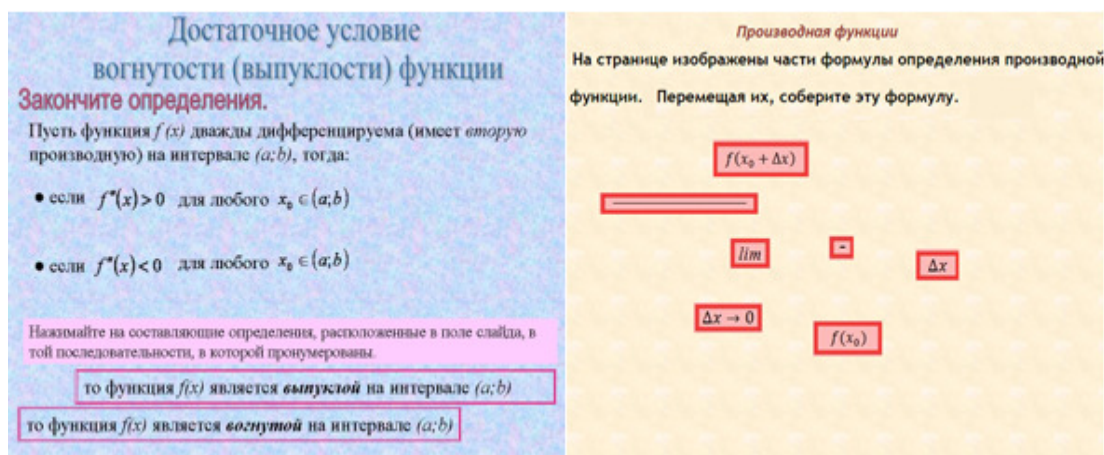 Достаточное условие
вогнутости (выпуклости) функции
Закончите определения.
Пусть функция f (x) дважды дифференцируема (имеет вторую
производную) на интервале (a;b), тогда:
● если f″(x) > 0 для любого x₀ ∈ (a;b)
● если f″(x) < 0 для любого x₀ ∈ (a;b)
Нажимайте на составляющие определения, расположенные в поле слайда, в
той последовательности, в которой пронумерованы.
то функция f(x) является выпуклой на интервале (a;b)
то функция f(x) является вогнутой на интервале (a;b)
Производная функции
На странице изображены части формулы определения производной
функции. Перемещая их, соберите эту формулу.
f(x₀ + Δx)
lim
-
Δx
Δx → 0
f(x₀)